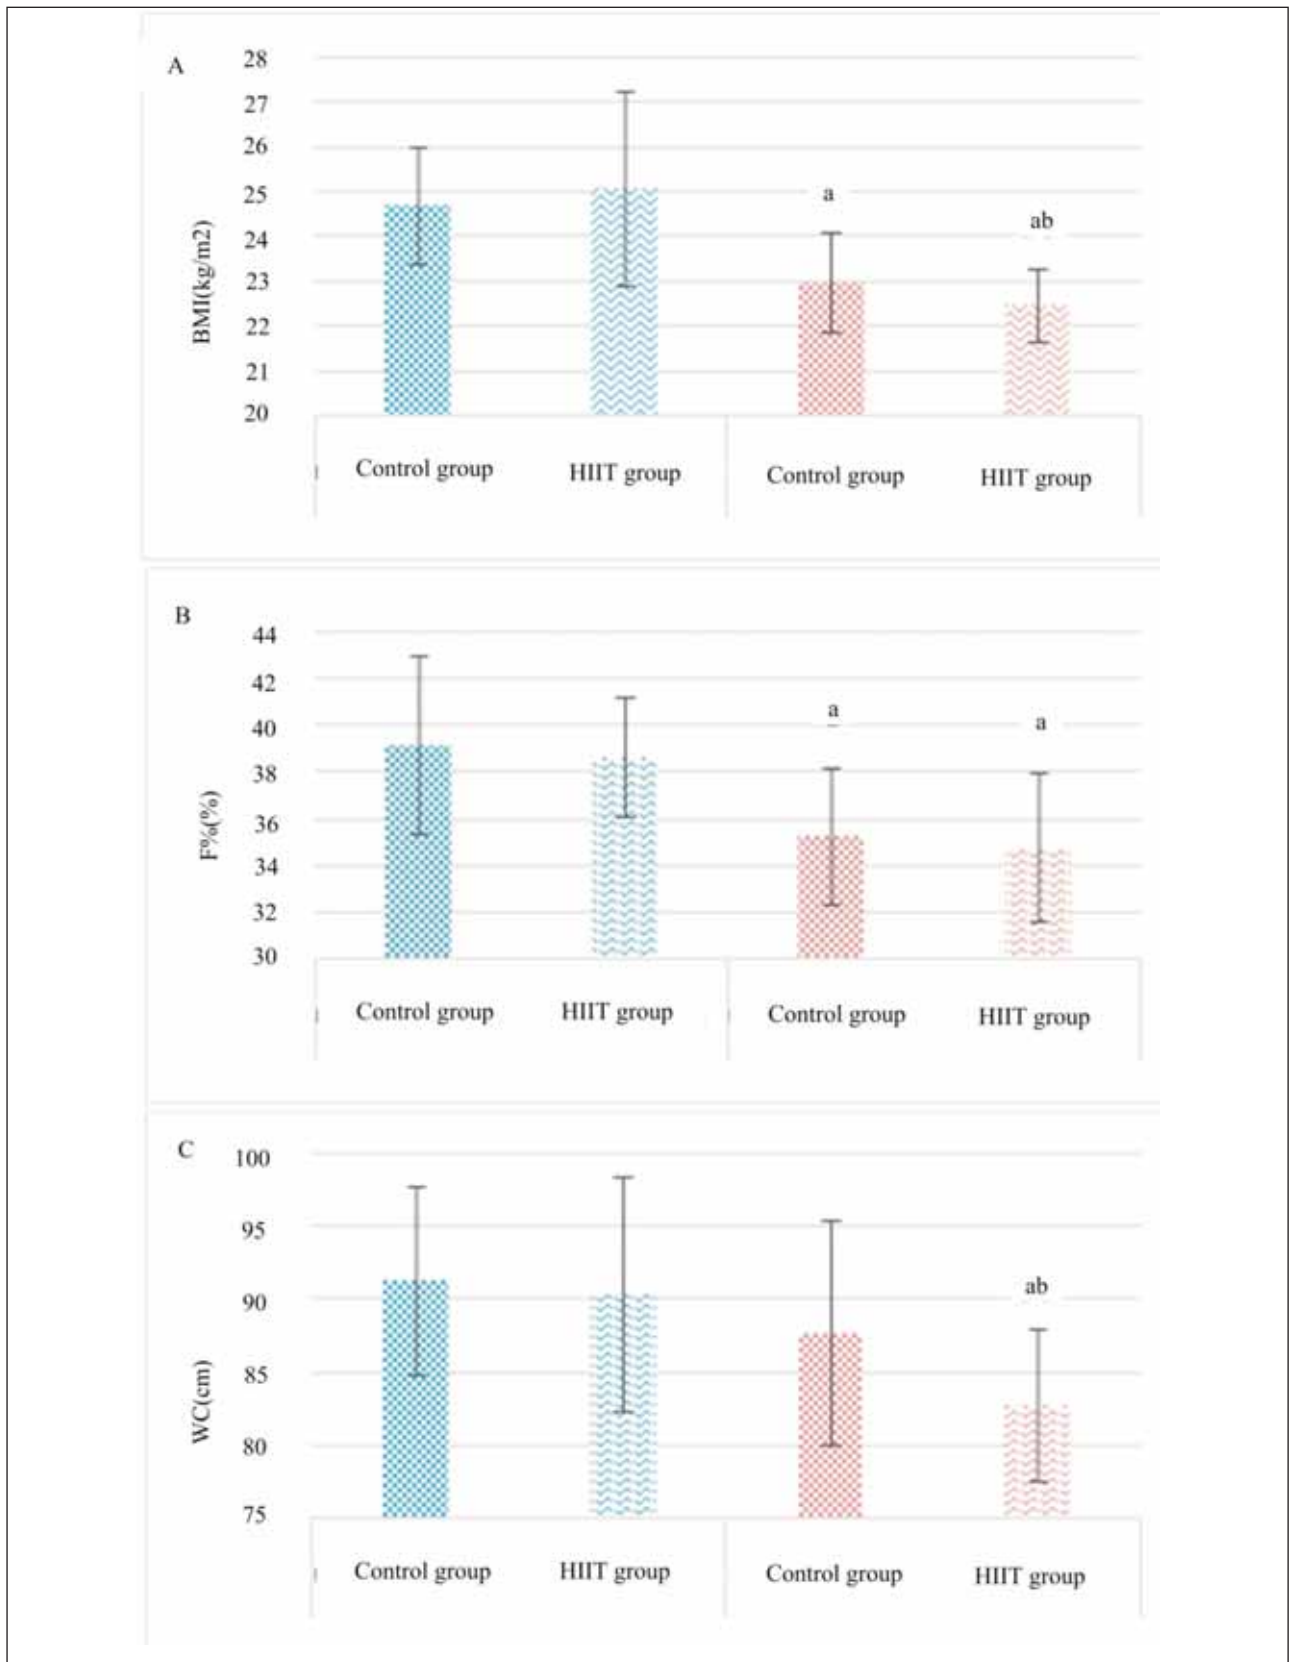 A
28
27
26
25
24
23
22
21
20
BMI(kg/m2)
a
ab
Control group
HIIT group
Control group
HIIT group
B
44
42
40
38
36
34
32
30
F%(%)
a
a
Control group
HIIT group
Control group
HIIT group
C
100
95
90
85
80
75
WC(cm)
ab
Control group
HIIT group
Control group
HIIT group